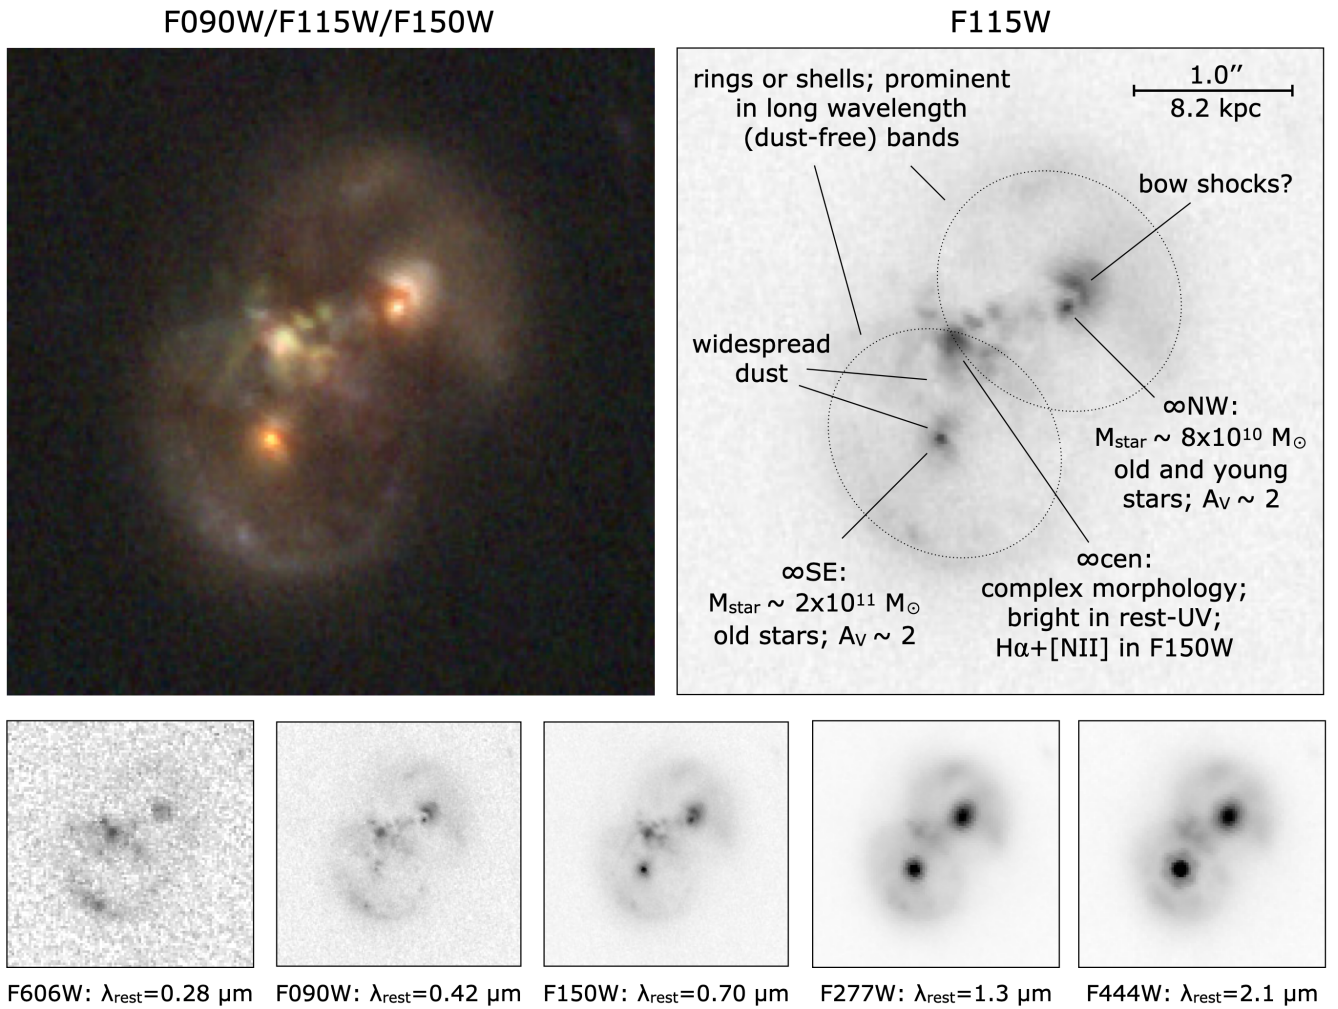 F090W/F115W/F150W
F115W
rings or shells; prominent
in long wavelength
(dust-free) bands
1.0′′
8.2 kpc
bow shocks?
widespread
dust
∞NW:
Mstar ~ 8x10¹⁰ M⊙
old and young
stars; AV ~ 2
∞SE:
Mstar ~ 2x10¹¹ M⊙
old stars; AV ~ 2
∞cen:
complex morphology;
bright in rest-UV;
Hα+[NII] in F150W
F606W: λrest=0.28 μm
F090W: λrest=0.42 μm
F150W: λrest=0.70 μm
F277W: λrest=1.3 μm
F444W: λrest=2.1 μm